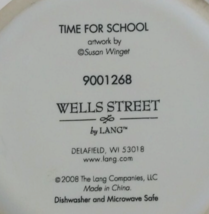 TIME FOR SCHOOL
artwork by
©Susan Winget
9001268
WELLS STREET
by LANG™
DELAFIELD, WI 53018
www.lang.com
©2008 The Lang Companies, LLC
Made in China.
Dishwasher and Microwave Safe